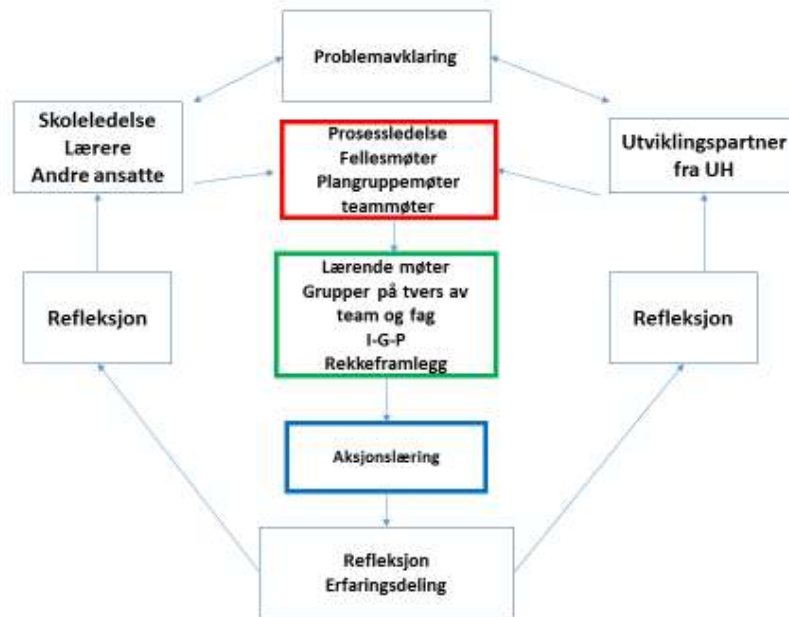 Problemavklaring
Skoleledelse
Lærere
Andre ansatte
Prosessledelse
Fellesmøter
Plangruppemøter
teammøter
Utviklingspartner
fra UH
Lærende møter
Grupper på tvers av
team og fag
I-G-P
Rekkeframlegg
Refleksjon
Refleksjon
Aksjonslæring
Refleksjon
Erfaringsdeling